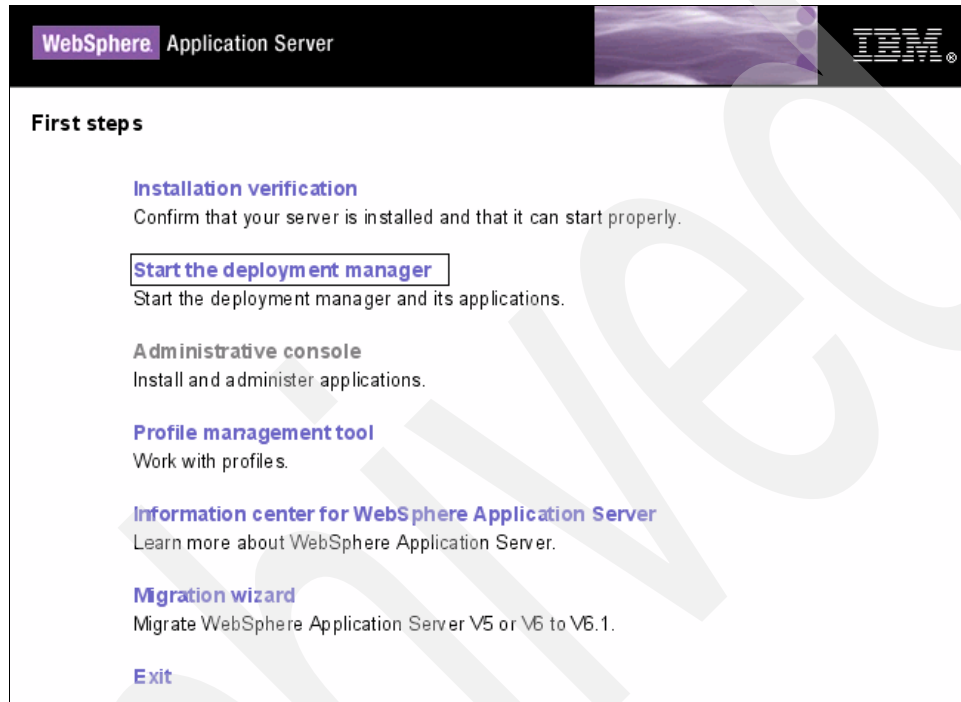 WebSphere. Application Server
IBM®
First steps
Installation verification
Confirm that your server is installed and that it can start properly.
Start the deployment manager
Start the deployment manager and its applications.
Administrative console
Install and administer applications.
Profile management tool
Work with profiles.
Information center for WebSphere Application Server
Learn more about WebSphere Application Server.
Migration wizard
Migrate WebSphere Application Server V5 or V6 to V6.1.
Exit